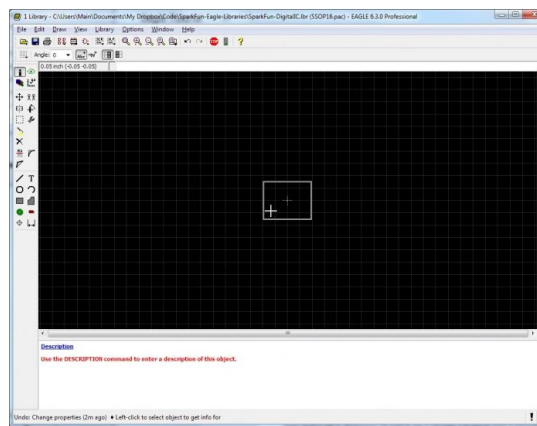 1 Library - C:\Users\Main\Documents\My Dropbox\Code\SparkFun-Eagle-Libraries\SparkFun-DigitalIC.lbr (SSOP16.pac) - EAGLE 6.3.0 Professional
File Edit Draw View Library Options Window Help
Angle: 0
0.05 inch (-0.05 -0.05)
Description
Use the DESCRIPTION command to enter a description of this object.
Undo: Change properties (2m ago) ♦ Left-click to select object to get info for